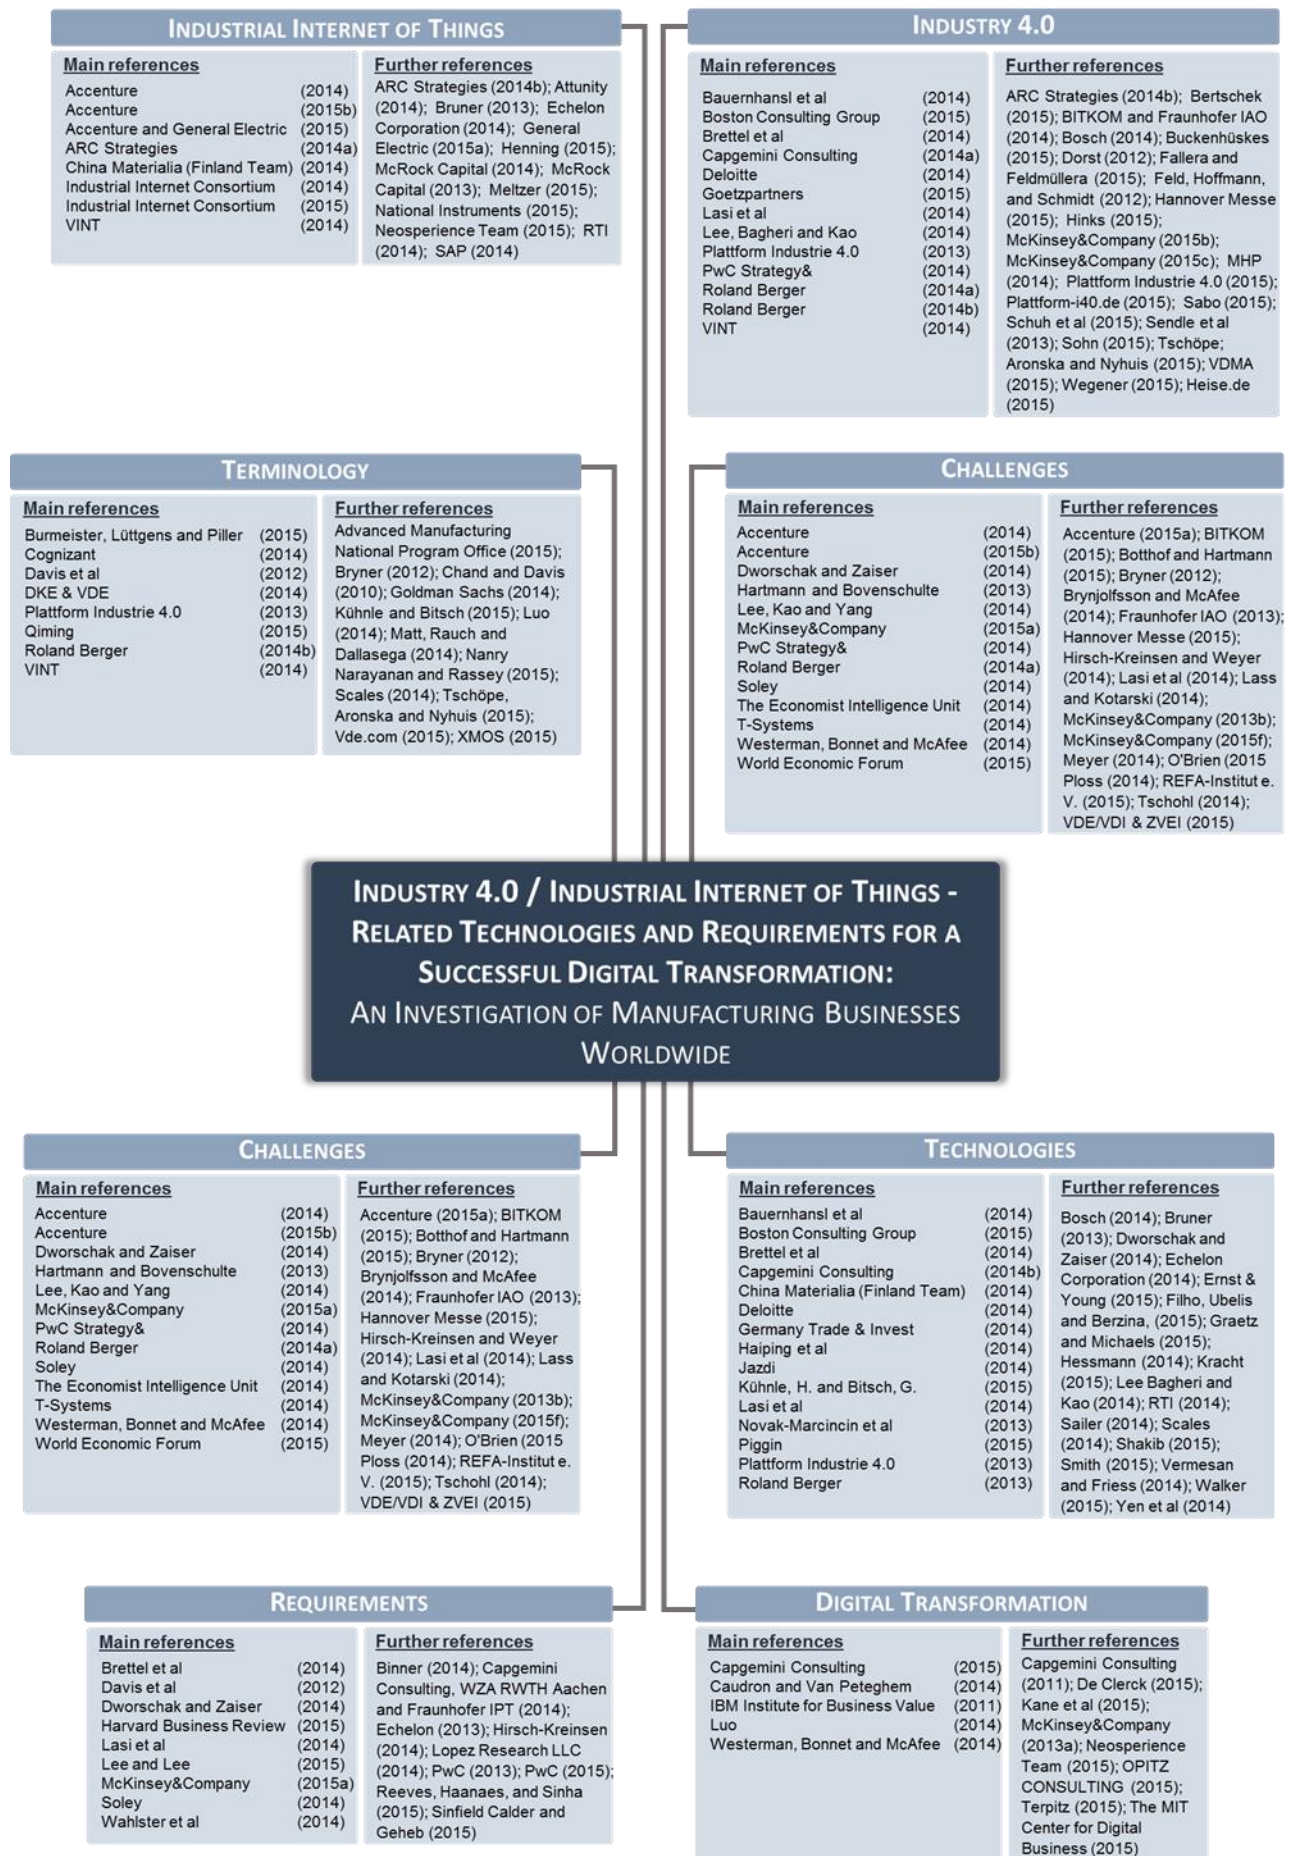 INDUSTRIAL INTERNET OF THINGS
Main references
Accenture (2014)
Accenture (2015b)
Accenture and General Electric (2015)
ARC Strategies (2014a)
China Materialia (Finland Team) (2014)
Industrial Internet Consortium (2014)
Industrial Internet Consortium (2015)
VINT (2014)
Further references
ARC Strategies (2014b); Attunity
(2014); Bruner (2013); Echelon
Corporation (2014); General
Electric (2015a); Henning (2015);
McRock Capital (2014); McRock
Capital (2013); Meltzer (2015);
National Instruments (2015);
Neosperience Team (2015); RTI
(2014); SAP (2014)
INDUSTRY 4.0
Main references
Bauernhansl et al (2014)
Boston Consulting Group (2015)
Brettel et al (2014)
Capgemini Consulting (2014a)
Deloitte (2014)
Goetzpartners (2015)
Lasi et al (2014)
Lee, Bagheri and Kao (2014)
Plattform Industrie 4.0 (2013)
PwC Strategy& (2014)
Roland Berger (2014a)
Roland Berger (2014b)
VINT (2014)
Further references
ARC Strategies (2014b); Bertschek
(2015); BITKOM and Fraunhofer IAO
(2014); Bosch (2014); Buckenhüskes
(2015); Dorst (2012); Fallera and
Feldmüllera (2015); Feld, Hoffmann,
and Schmidt (2012); Hannover Messe
(2015); Hinks (2015);
McKinsey&Company (2015b);
McKinsey&Company (2015c); MHP
(2014); Plattform Industrie 4.0 (2015);
Plattform-i40.de (2015); Sabo (2015);
Schuh et al (2015); Sendle et al
(2013); Sohn (2015); Tschöpe;
Aronska and Nyhuis (2015); VDMA
(2015); Wegener (2015); Heise.de
(2015)
TERMINOLOGY
Main references
Burmeister, Lüttgens and Piller (2015)
Cognizant (2014)
Davis et al (2012)
DKE & VDE (2014)
Plattform Industrie 4.0 (2013)
Qiming (2015)
Roland Berger (2014b)
VINT (2014)
Further references
Advanced Manufacturing
National Program Office (2015);
Bryner (2012); Chand and Davis
(2010); Goldman Sachs (2014);
Kühnle and Bitsch (2015); Luo
(2014); Matt, Rauch and
Dallasega (2014); Nanry
Narayanan and Rassey (2015);
Scales (2014); Tschöpe,
Aronska and Nyhuis (2015);
Vde.com (2015); XMOS (2015)
CHALLENGES
Main references
Accenture (2014)
Accenture (2015b)
Dworschak and Zaiser (2014)
Hartmann and Bovenschulte (2013)
Lee, Kao and Yang (2014)
McKinsey&Company (2015a)
PwC Strategy& (2014)
Roland Berger (2014a)
Soley (2014)
The Economist Intelligence Unit (2014)
T-Systems (2014)
Westerman, Bonnet and McAfee (2014)
World Economic Forum (2015)
Further references
Accenture (2015a); BITKOM
(2015); Botthof and Hartmann
(2015); Bryner (2012);
Brynjolfsson and McAfee
(2014); Fraunhofer IAO (2013);
Hannover Messe (2015);
Hirsch-Kreinsen and Weyer
(2014); Lasi et al (2014); Lass
and Kotarski (2014);
McKinsey&Company (2013b);
McKinsey&Company (2015f);
Meyer (2014); O'Brien (2015
Ploss (2014); REFA-Institut e.
V. (2015); Tschohl (2014);
VDE/VDI & ZVEI (2015)
INDUSTRY 4.0 / INDUSTRIAL INTERNET OF THINGS -
RELATED TECHNOLOGIES AND REQUIREMENTS FOR A
SUCCESSFUL DIGITAL TRANSFORMATION:
AN INVESTIGATION OF MANUFACTURING BUSINESSES
WORLDWIDE
CHALLENGES
Main references
Accenture (2014)
Accenture (2015b)
Dworschak and Zaiser (2014)
Hartmann and Bovenschulte (2013)
Lee, Kao and Yang (2014)
McKinsey&Company (2015a)
PwC Strategy& (2014)
Roland Berger (2014a)
Soley (2014)
The Economist Intelligence Unit (2014)
T-Systems (2014)
Westerman, Bonnet and McAfee (2014)
World Economic Forum (2015)
Further references
Accenture (2015a); BITKOM
(2015); Botthof and Hartmann
(2015); Bryner (2012);
Brynjolfsson and McAfee
(2014); Fraunhofer IAO (2013);
Hannover Messe (2015);
Hirsch-Kreinsen and Weyer
(2014); Lasi et al (2014); Lass
and Kotarski (2014);
McKinsey&Company (2013b);
McKinsey&Company (2015f);
Meyer (2014); O'Brien (2015
Ploss (2014); REFA-Institut e.
V. (2015); Tschohl (2014);
VDE/VDI & ZVEI (2015)
TECHNOLOGIES
Main references
Bauernhansl et al (2014)
Boston Consulting Group (2015)
Brettel et al (2014)
Capgemini Consulting (2014b)
China Materialia (Finland Team) (2014)
Deloitte (2014)
Germany Trade & Invest (2014)
Haiping et al (2014)
Jazdi (2014)
Kühnle, H. and Bitsch, G. (2015)
Lasi et al (2014)
Novak-Marcincin et al (2013)
Piggin (2015)
Plattform Industrie 4.0 (2013)
Roland Berger (2013)
Further references
Bosch (2014); Bruner
(2013); Dworschak and
Zaiser (2014); Echelon
Corporation (2014); Ernst &
Young (2015); Filho, Ubelis
and Berzina, (2015); Graetz
and Michaels (2015);
Hessmann (2014); Kracht
(2015); Lee Bagheri and
Kao (2014); RTI (2014);
Sailer (2014); Scales
(2014); Shakib (2015);
Smith (2015); Vermesan
and Friess (2014); Walker
(2015); Yen et al (2014)
REQUIREMENTS
Main references
Brettel et al (2014)
Davis et al (2012)
Dworschak and Zaiser (2014)
Harvard Business Review (2015)
Lasi et al (2014)
Lee and Lee (2015)
McKinsey&Company (2015a)
Soley (2014)
Wahlster et al (2014)
Further references
Binner (2014); Capgemini
Consulting, WZA RWTH Aachen
and Fraunhofer IPT (2014);
Echelon (2013); Hirsch-Kreinsen
(2014); Lopez Research LLC
(2014); PwC (2013); PwC (2015);
Reeves, Haanaes, and Sinha
(2015); Sinfield Calder and
Geheb (2015)
DIGITAL TRANSFORMATION
Main references
Capgemini Consulting (2015)
Caudron and Van Peteghem (2014)
IBM Institute for Business Value (2011)
Luo (2014)
Westerman, Bonnet and McAfee (2014)
Further references
Capgemini Consulting
(2011); De Clerck (2015);
Kane et al (2015);
McKinsey&Company
(2013a); Neosperience
Team (2015); OPITZ
CONSULTING (2015);
Terpitz (2015); The MIT
Center for Digital
Business (2015)